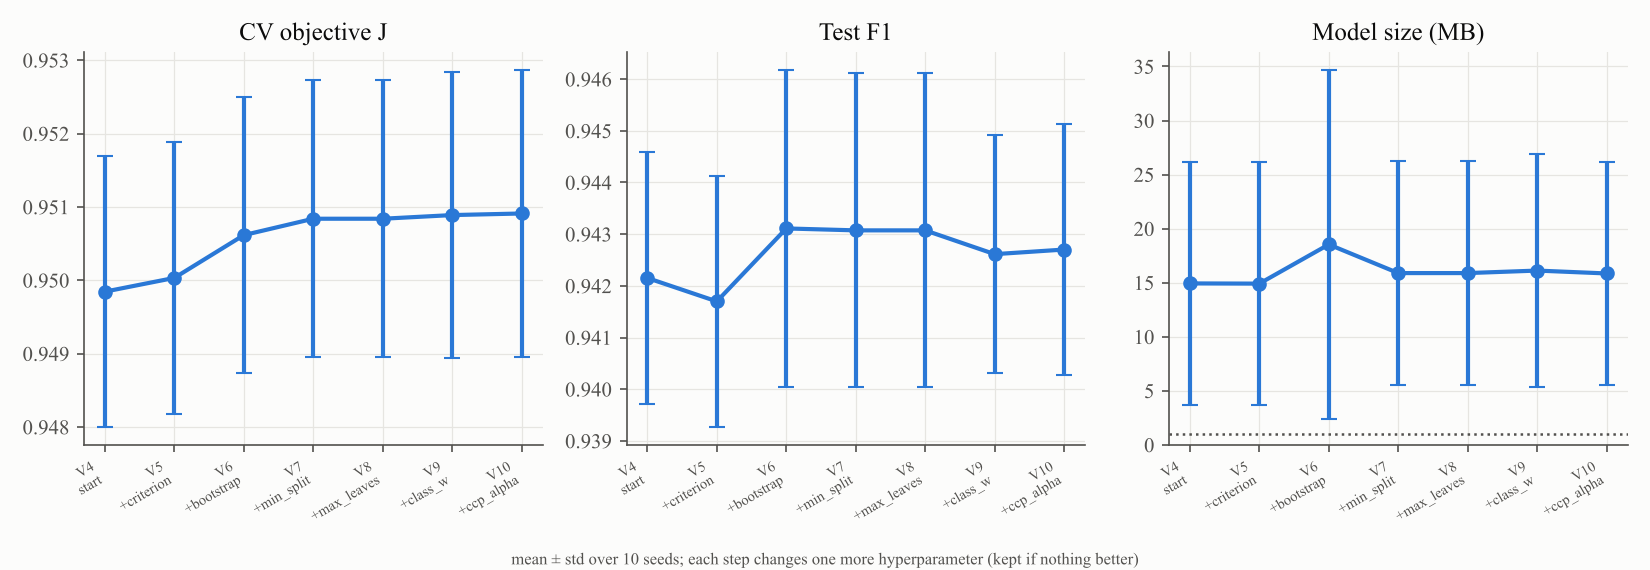 CV objective J
Test F1
Model size (MB)
0.953
0.952
0.951
0.950
0.949
0.948
V4
start
V5
+criterion
V6
+bootstrap
V7
+min_split
V8
+max_leaves
V9
+class_w
V10
+ccp_alpha
0.946
0.945
0.944
0.943
0.942
0.941
0.940
0.939
V4
start
V5
+criterion
V6
+bootstrap
V7
+min_split
V8
+max_leaves
V9
+class_w
V10
+ccp_alpha
35
30
25
20
15
10
5
0
V4
start
V5
+criterion
V6
+bootstrap
V7
+min_split
V8
+max_leaves
V9
+class_w
V10
+ccp_alpha
mean ± std over 10 seeds; each step changes one more hyperparameter (kept if nothing better)